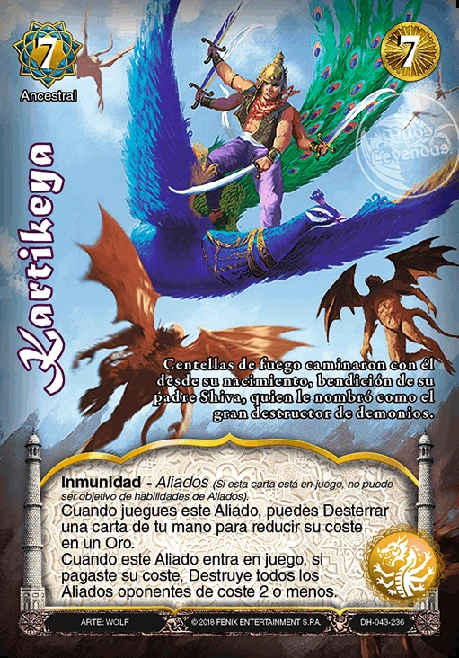 7
7
Ancestral
Mitos y
Leyendas
Kartikeya
Centellas de fuego caminaron con él
desde su nacimiento, bendición de su
padre Shiva, quien le nombró como el
gran destructor de demonios.
Inmunidad - Aliados (Si esta carta está en juego, no puede
ser objetivo de habilidades de Aliados).
Cuando juegues este Aliado, puedes Desterrar
una carta de tu mano para reducir su coste
en un Oro.
Cuando este Aliado entra en juego, si
pagaste su coste, Destruye todos los
Aliados oponentes de coste 2 o menos.
ARTE: WOLF
© 2018 FENIX ENTERTAINMENT S.P.A.
DH-043-236